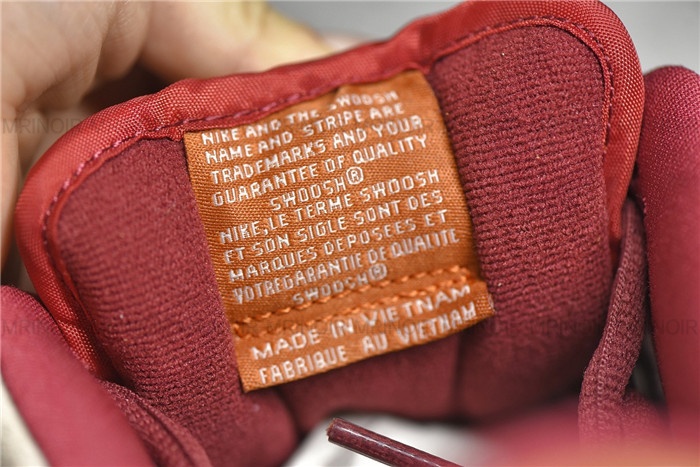 NIKE AND THE SWOOSH
NAME AND STRIPE ARE
TRADEMARKS AND YOUR
GUARANTEE OF QUALITY
SWOOSH®
NIKE, LE TERME SWOOSH
ET SON SIGLE SONT DES
MARQUES DEPOSEES ET
VOTRE GARANTIE DE QUALITE
SWOOSH®
MADE IN VIETNAM
FABRIQUE AU VIETNAM